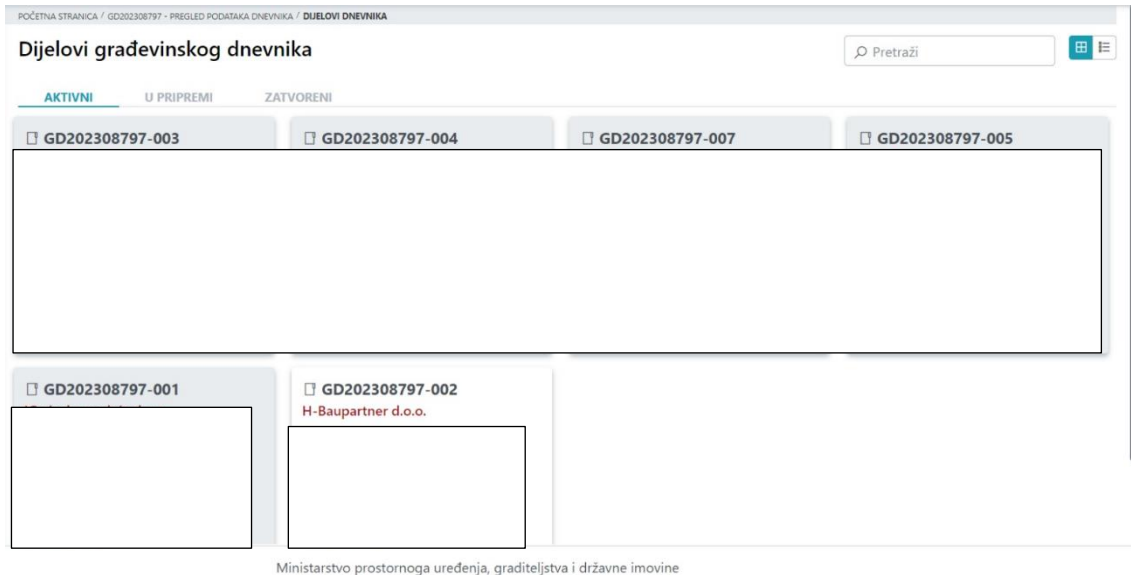 POČETNA STRANICA / GD202308797 - PREGLED PODATAKA DNEVNIKA / DIJELOVI DNEVNIKA
Dijelovi građevinskog dnevnika
Pretraži
AKTIVNI U PRIPREMI ZATVORENI
GD202308797-003 GD202308797-004 GD202308797-007 GD202308797-005
GD202308797-001 GD202308797-002
H-Baupartner d.o.o.
Ministarstvo prostornoga uređenja, graditeljstva i državne imovine